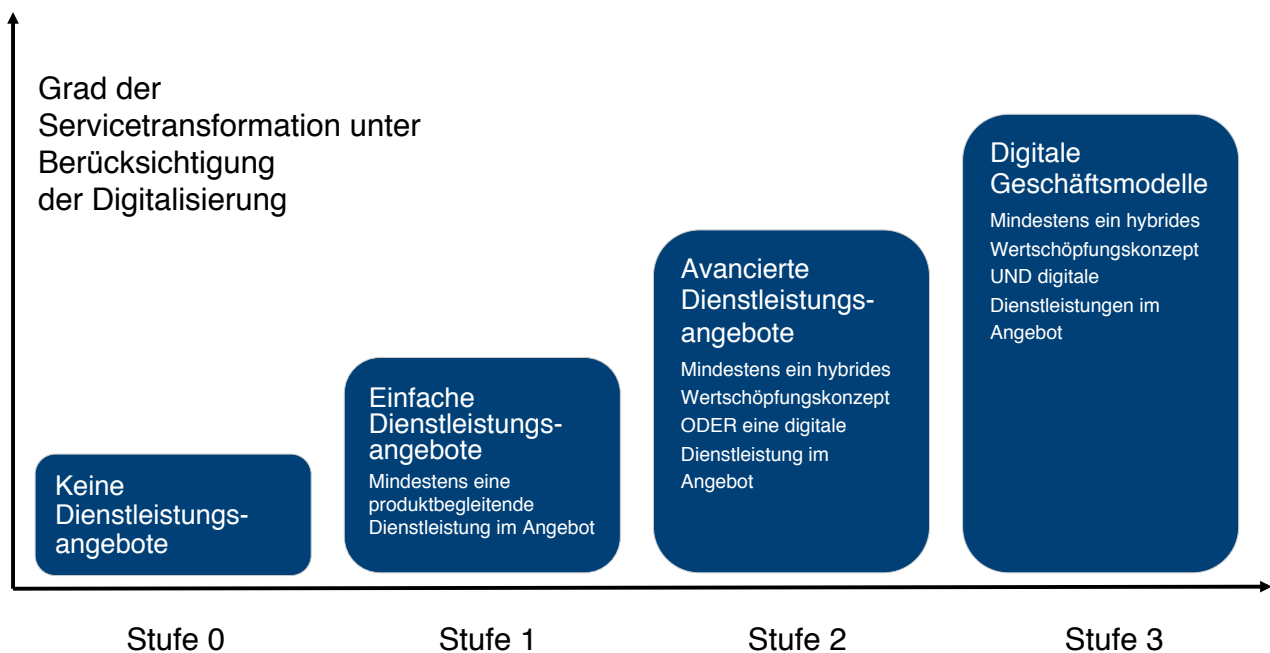 Grad der
Servicetransformation unter
Berücksichtigung
der Digitalisierung
Keine
Dienstleistungs-
angebote
Einfache
Dienstleistungs-
angebote
Mindestens eine
produktbegleitende
Dienstleistung im Angebot
Avancierte
Dienstleistungs-
angebote
Mindestens ein hybrides
Wertschöpfungskonzept
ODER eine digitale
Dienstleistung im
Angebot
Digitale
Geschäftsmodelle
Mindestens ein hybrides
Wertschöpfungskonzept
UND digitale
Dienstleistungen im
Angebot
Stufe 0
Stufe 1
Stufe 2
Stufe 3